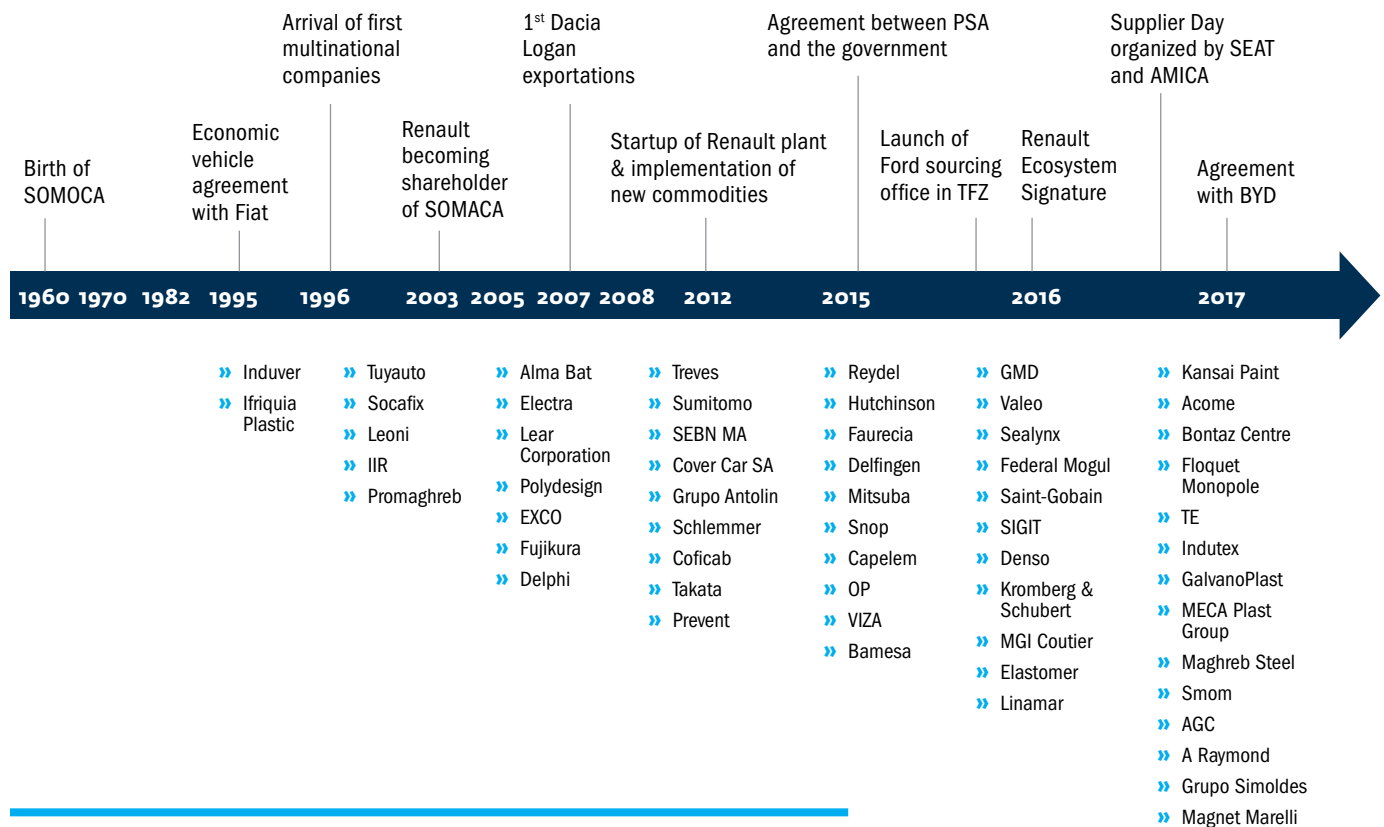 Arrival of first
multinational
companies
1st Dacia
Logan
exportations
Agreement between PSA
and the government
Supplier Day
organized by SEAT
and AMICA
Birth of
SOMOCA
Economic
vehicle
agreement
with Fiat
Renault
becoming
shareholder
of SOMACA
Startup of Renault plant
& implementation of
new commodities
Launch of
Ford sourcing
office in TFZ
Renault
Ecosystem
Signature
Agreement
with BYD
1960 1970 1982 1995 1996 2003 2005 2007 2008 2012 2015 2016 2017
» Induver
» Ifriquia
Plastic
» Tuyauto
» Socafix
» Leoni
» IIR
» Promaghreb
» Alma Bat
» Electra
» Lear
Corporation
» Polydesign
» EXCO
» Fujikura
» Delphi
» Treves
» Sumitomo
» SEBN MA
» Cover Car SA
» Grupo Antolin
» Schlemmer
» Coficab
» Takata
» Prevent
» Reydel
» Hutchinson
» Faurecia
» Delfingen
» Mitsuba
» Snop
» Capelem
» OP
» VIZA
» Bamesa
» GMD
» Valeo
» Sealynx
» Federal Mogul
» Saint-Gobain
» SIGIT
» Denso
» Kromberg &
Schubert
» MGI Coutier
» Elastomer
» Linamar
» Kansai Paint
» Acome
» Bontaz Centre
» Floquet
Monopole
» TE
» Indutex
» GalvanoPlast
» MECA Plast
Group
» Maghreb Steel
» Smom
» AGC
» A Raymond
» Grupo Simoldes
» Magnet Marelli